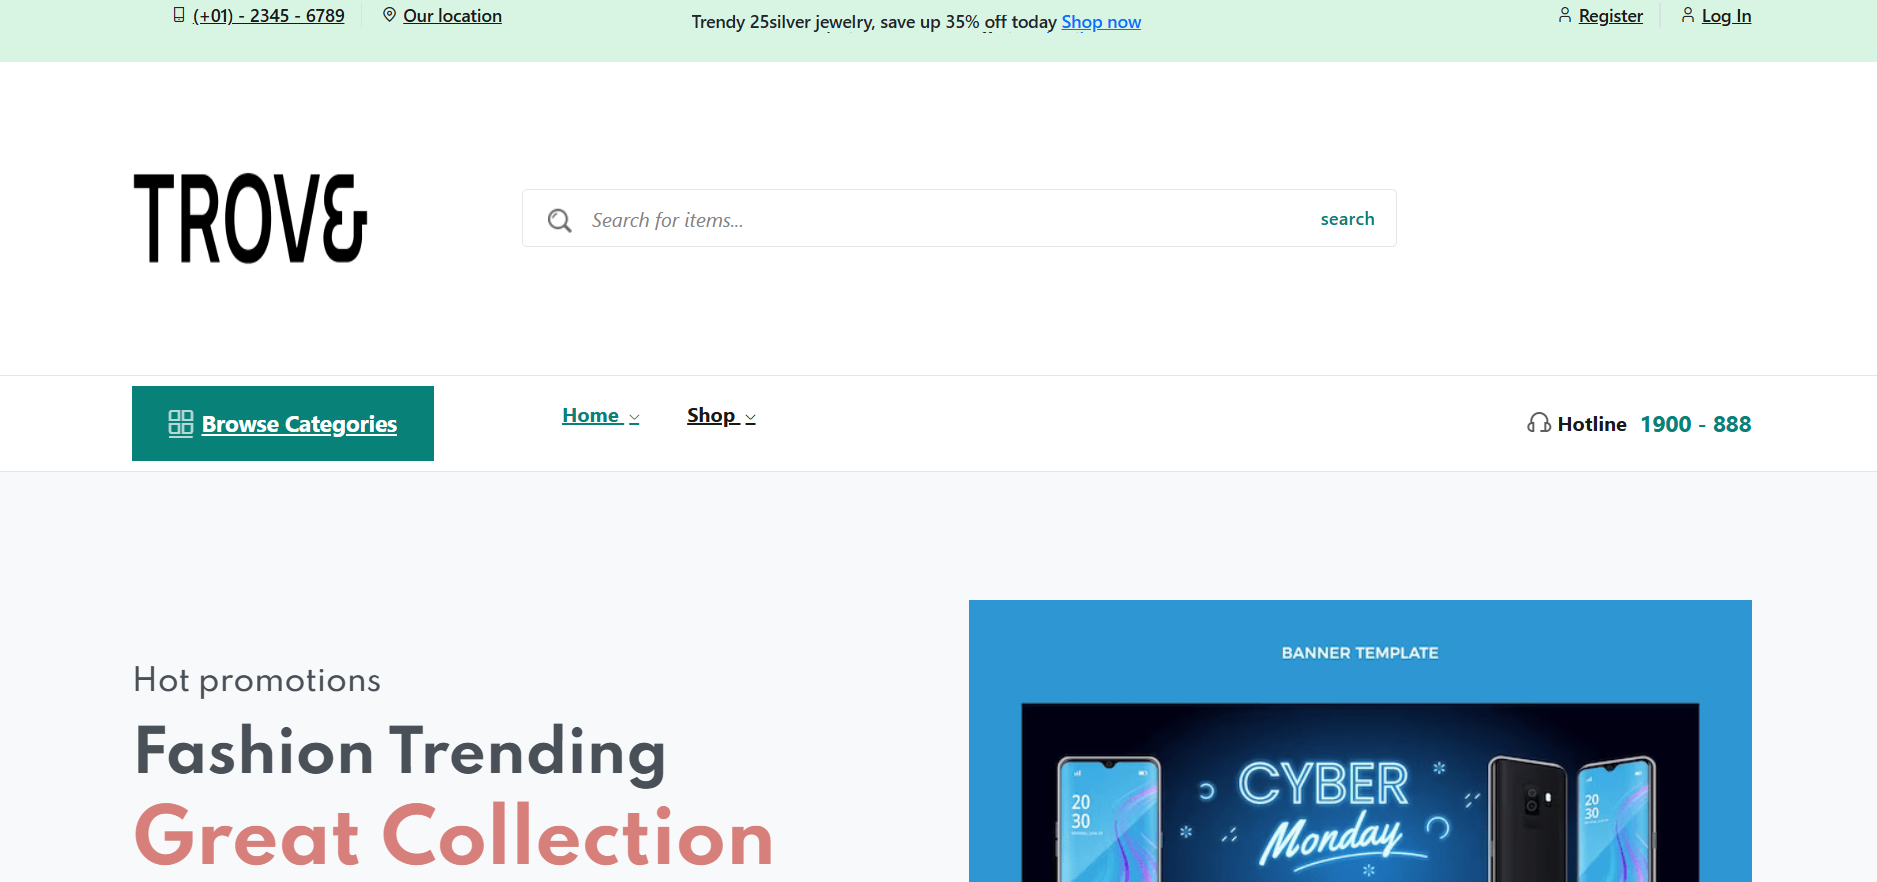 (+01) - 2345 - 6789
Our location
Trendy 25silver jewelry, save up 35% off today Shop now
Register
Log In
TROV&
Search for items...
search
Browse Categories
Home
Shop
Hotline 1900 - 888
Hot promotions
Fashion Trending
Great Collection
BANNER TEMPLATE
CYBER
Monday
20
30
20
30